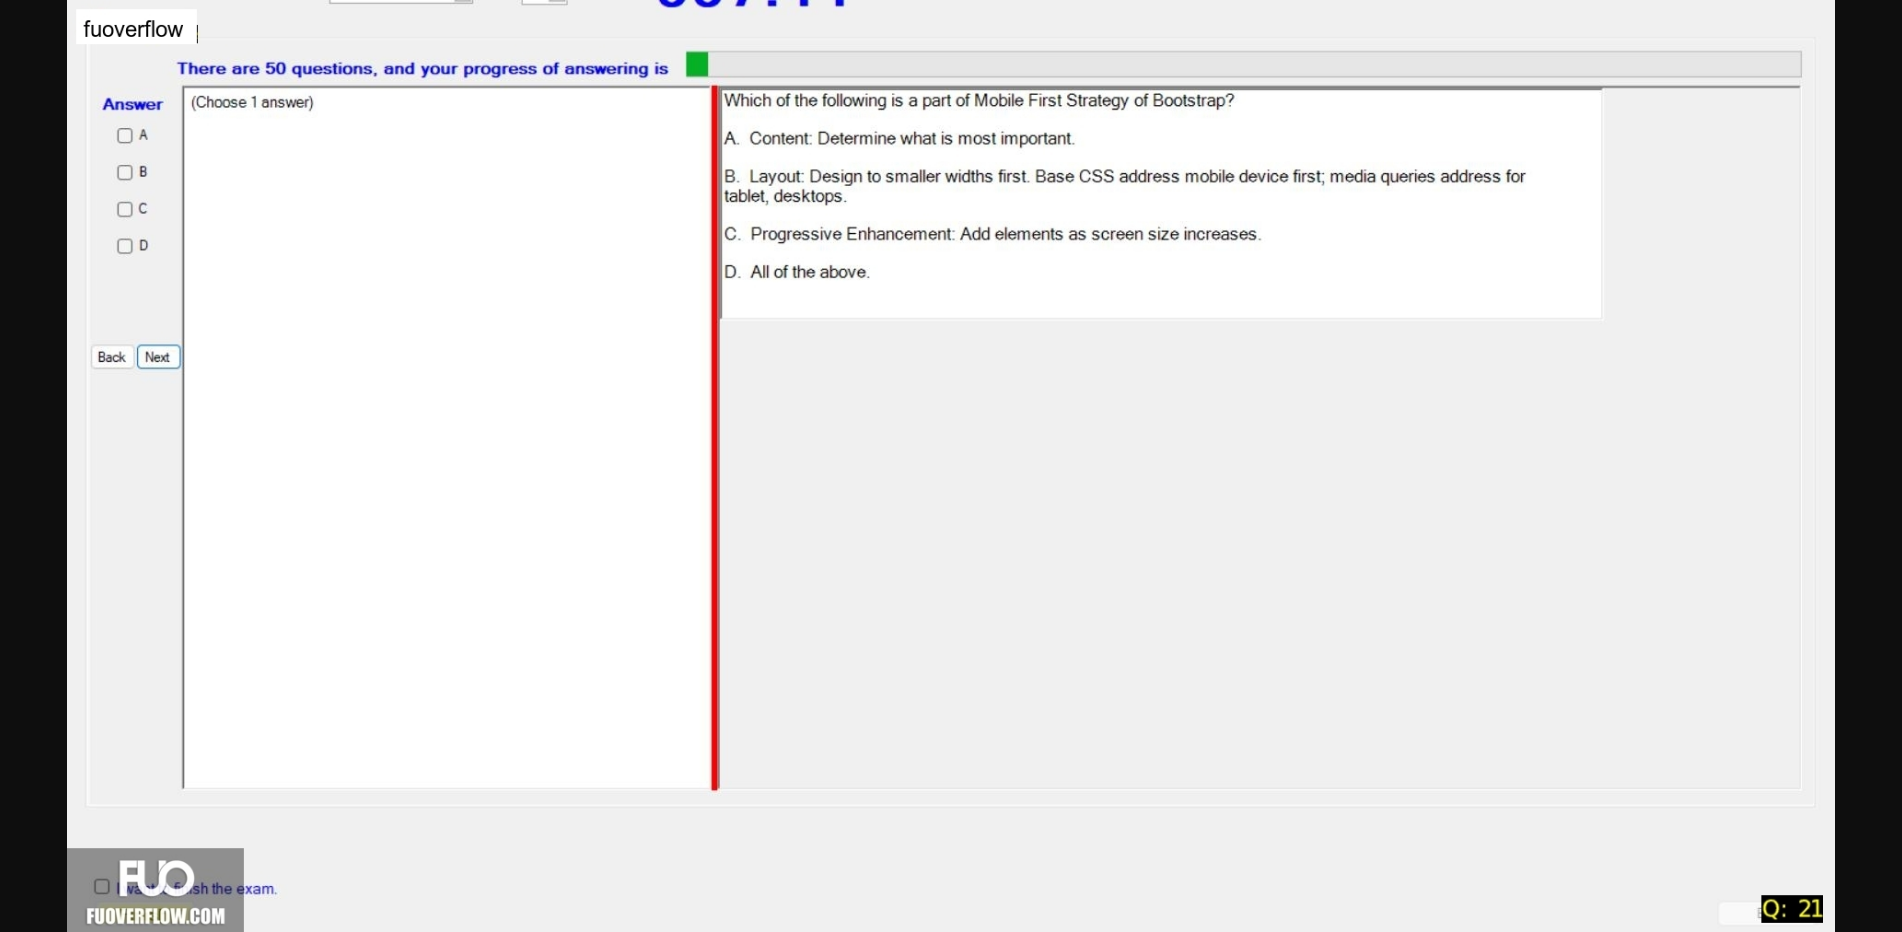 fuoverflow
There are 50 questions, and your progress of answering is
Answer
(Choose 1 answer)
A
B
C
D
Back
Next
Which of the following is a part of Mobile First Strategy of Bootstrap?
A. Content: Determine what is most important.
B. Layout: Design to smaller widths first. Base CSS address mobile device first; media queries address for
tablet, desktops.
C. Progressive Enhancement: Add elements as screen size increases.
D. All of the above.
FUO
sh the exam.
FUOVERFLOW.COM
Q: 21